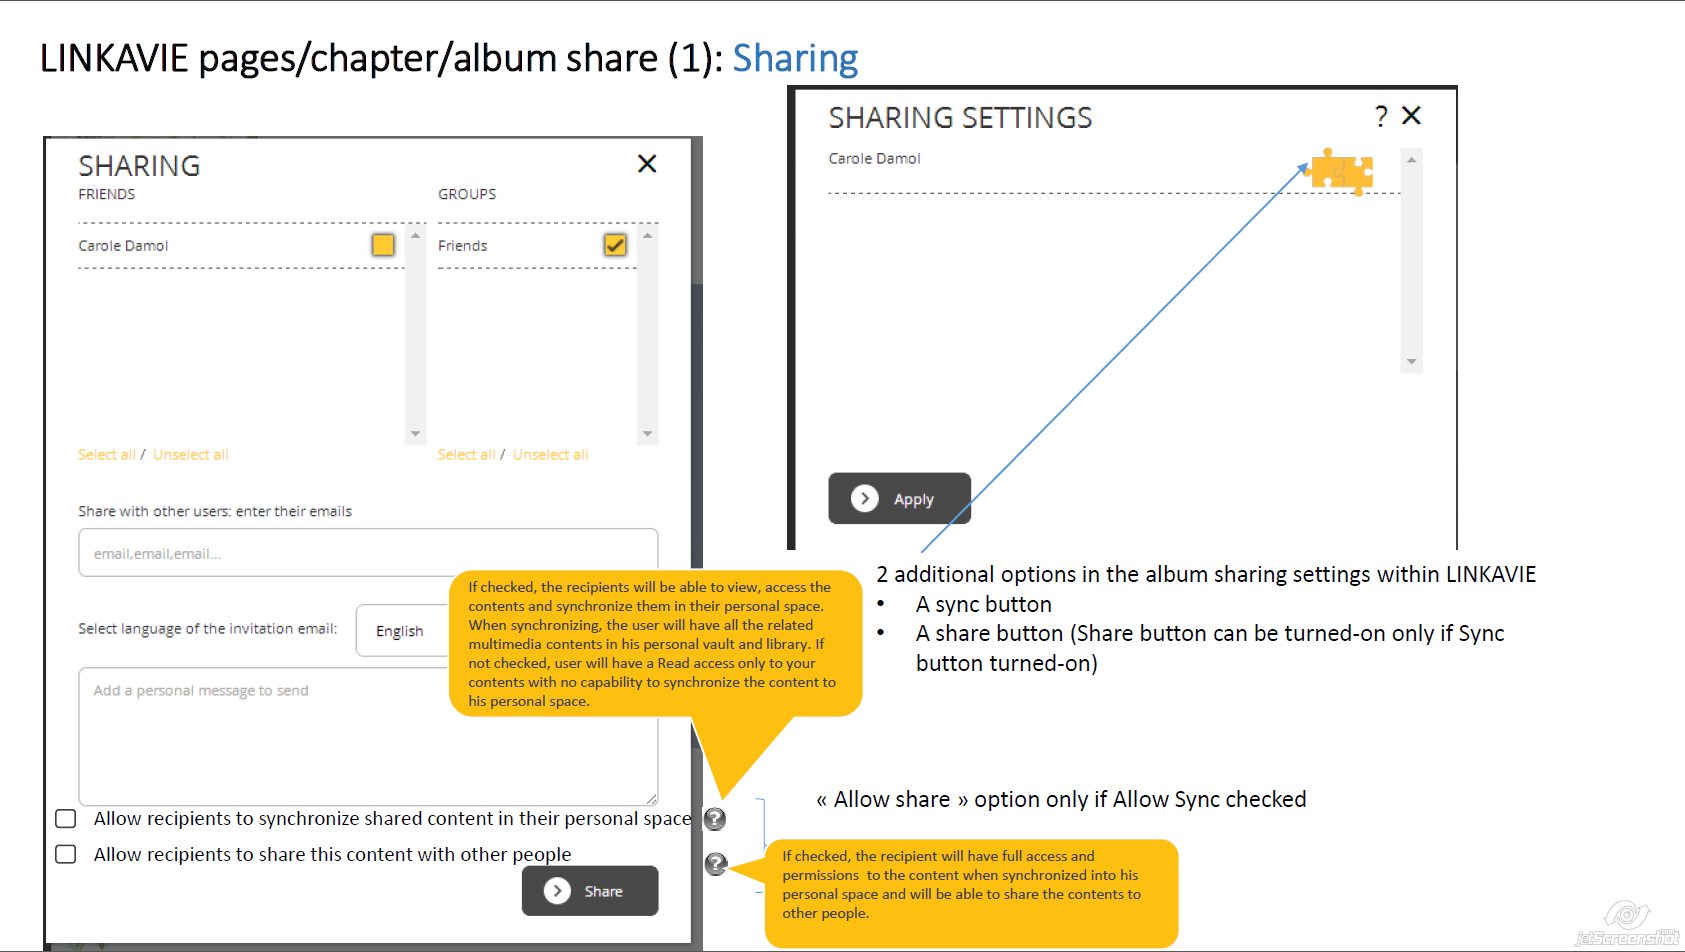 LINKAVIE pages/chapter/album share (1): Sharing
SHARING
FRIENDS
GROUPS
Carole Damol
Friends
Select all / Unselect all
Select all / Unselect all
Share with other users: enter their emails
email,email,email...
Select language of the invitation email:
English
Add a personal message to send
If checked, the recipients will be able to view, access the
contents and synchronize them in their personal space.
When synchronizing, the user will have all the related
multimedia contents in his personal vault and library. If
not checked, user will have a Read access only to your
contents with no capability to synchronize the content to
his personal space.
Allow recipients to synchronize shared content in their personal space
?
Allow recipients to share this content with other people
?
Share
SHARING SETTINGS
?
Carole Damol
Apply
2 additional options in the album sharing settings within LINKAVIE
• A sync button
• A share button (Share button can be turned-on only if Sync
button turned-on)
« Allow share » option only if Allow Sync checked
If checked, the recipient will have full access and
permissions  to the content when synchronized into his
personal space and will be able to share the contents to
other people.
jetScreenshot
.com